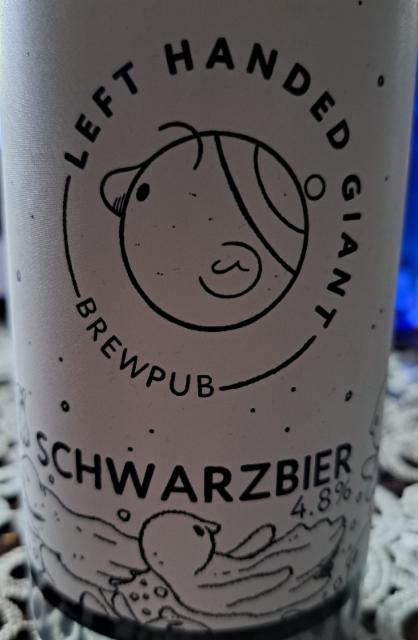 LEFT HANDED GIANT
BREWPUB
SCHWARZBIER
4.8%